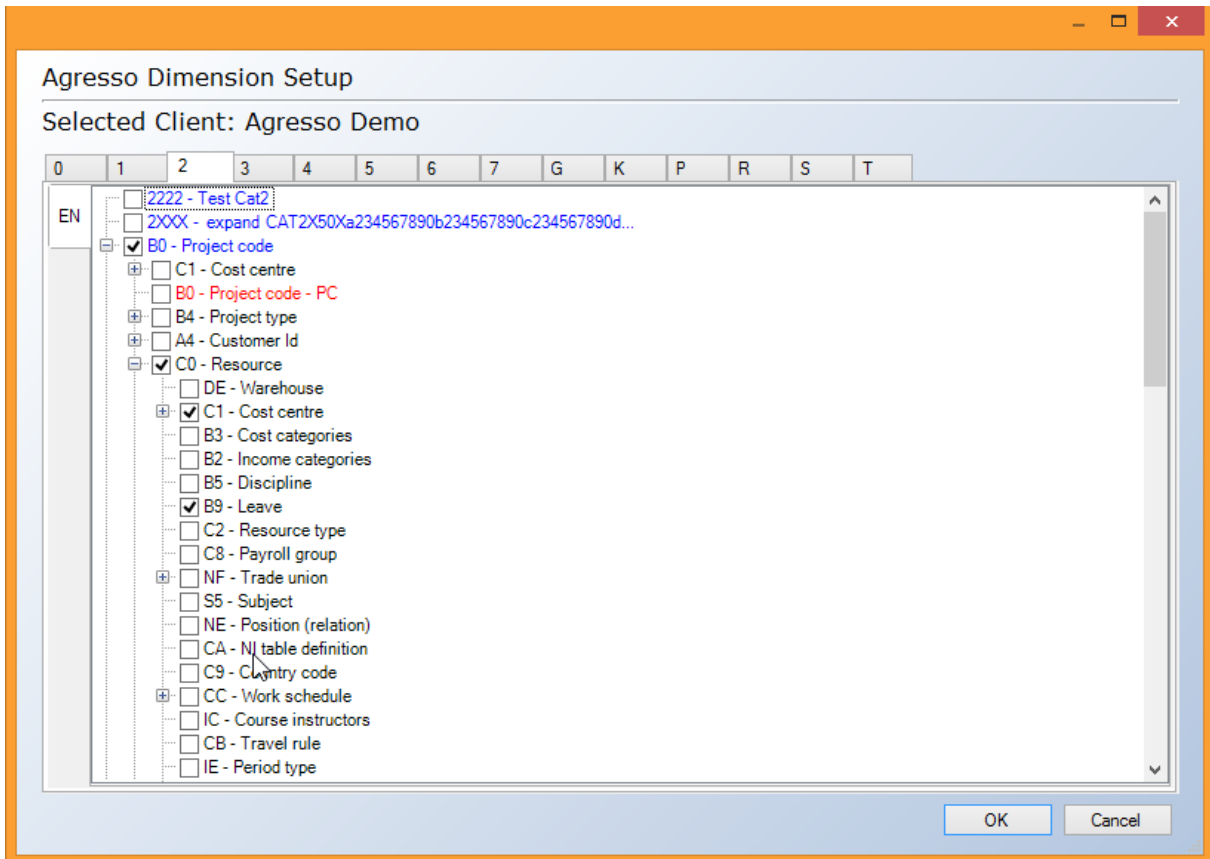 Agresso Dimension Setup
Selected Client: Agresso Demo
0 1 2 3 4 5 6 7 G K P R S T
EN
2222 - Test Cat2
2XXX - expand CAT2X50Xa234567890b234567890c234567890d...
B0 - Project code
C1 - Cost centre
B0 - Project code - PC
B4 - Project type
A4 - Customer Id
C0 - Resource
DE - Warehouse
C1 - Cost centre
B3 - Cost categories
B2 - Income categories
B5 - Discipline
B9 - Leave
C2 - Resource type
C8 - Payroll group
NF - Trade union
S5 - Subject
NE - Position (relation)
CA - NI table definition
C9 - Country code
CC - Work schedule
IC - Course instructors
CB - Travel rule
IE - Period type
OK Cancel